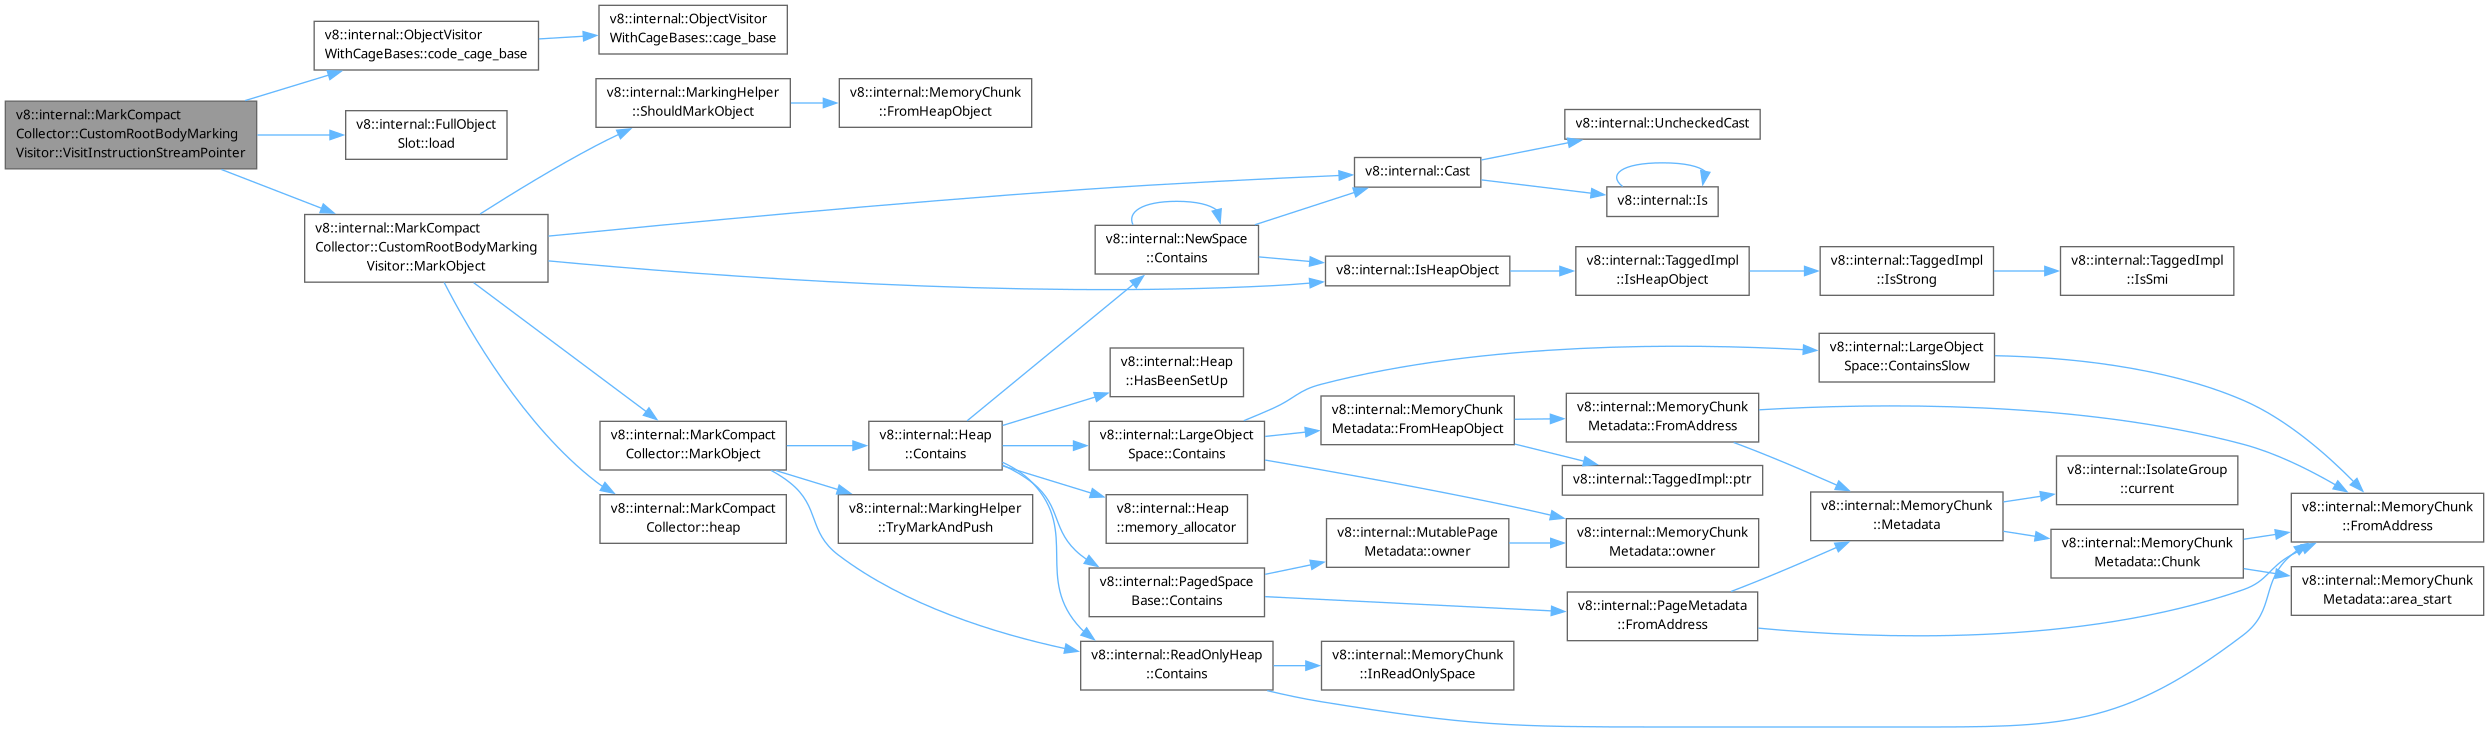 v8::internal::MarkCompact
Collector::CustomRootBodyMarking
Visitor::VisitInstructionStreamPointer
v8::internal::ObjectVisitor
WithCageBases::code_cage_base
v8::internal::ObjectVisitor
WithCageBases::cage_base
v8::internal::FullObject
Slot::load
v8::internal::MarkCompact
Collector::CustomRootBodyMarking
Visitor::MarkObject
v8::internal::MarkingHelper
::ShouldMarkObject
v8::internal::MemoryChunk
::FromHeapObject
v8::internal::Cast
v8::internal::UncheckedCast
v8::internal::Is
v8::internal::NewSpace
::Contains
v8::internal::IsHeapObject
v8::internal::TaggedImpl
::IsHeapObject
v8::internal::TaggedImpl
::IsStrong
v8::internal::TaggedImpl
::IsSmi
v8::internal::MarkCompact
Collector::MarkObject
v8::internal::MarkCompact
Collector::heap
v8::internal::Heap
::Contains
v8::internal::MarkingHelper
::TryMarkAndPush
v8::internal::Heap
::HasBeenSetUp
v8::internal::LargeObject
Space::Contains
v8::internal::Heap
::memory_allocator
v8::internal::PagedSpace
Base::Contains
v8::internal::ReadOnlyHeap
::Contains
v8::internal::LargeObject
Space::ContainsSlow
v8::internal::MemoryChunk
Metadata::FromHeapObject
v8::internal::MemoryChunk
Metadata::FromAddress
v8::internal::TaggedImpl::ptr
v8::internal::MutablePage
Metadata::owner
v8::internal::MemoryChunk
Metadata::owner
v8::internal::PageMetadata
::FromAddress
v8::internal::MemoryChunk
::InReadOnlySpace
v8::internal::MemoryChunk
::Metadata
v8::internal::IsolateGroup
::current
v8::internal::MemoryChunk
Metadata::Chunk
v8::internal::MemoryChunk
::FromAddress
v8::internal::MemoryChunk
Metadata::area_start